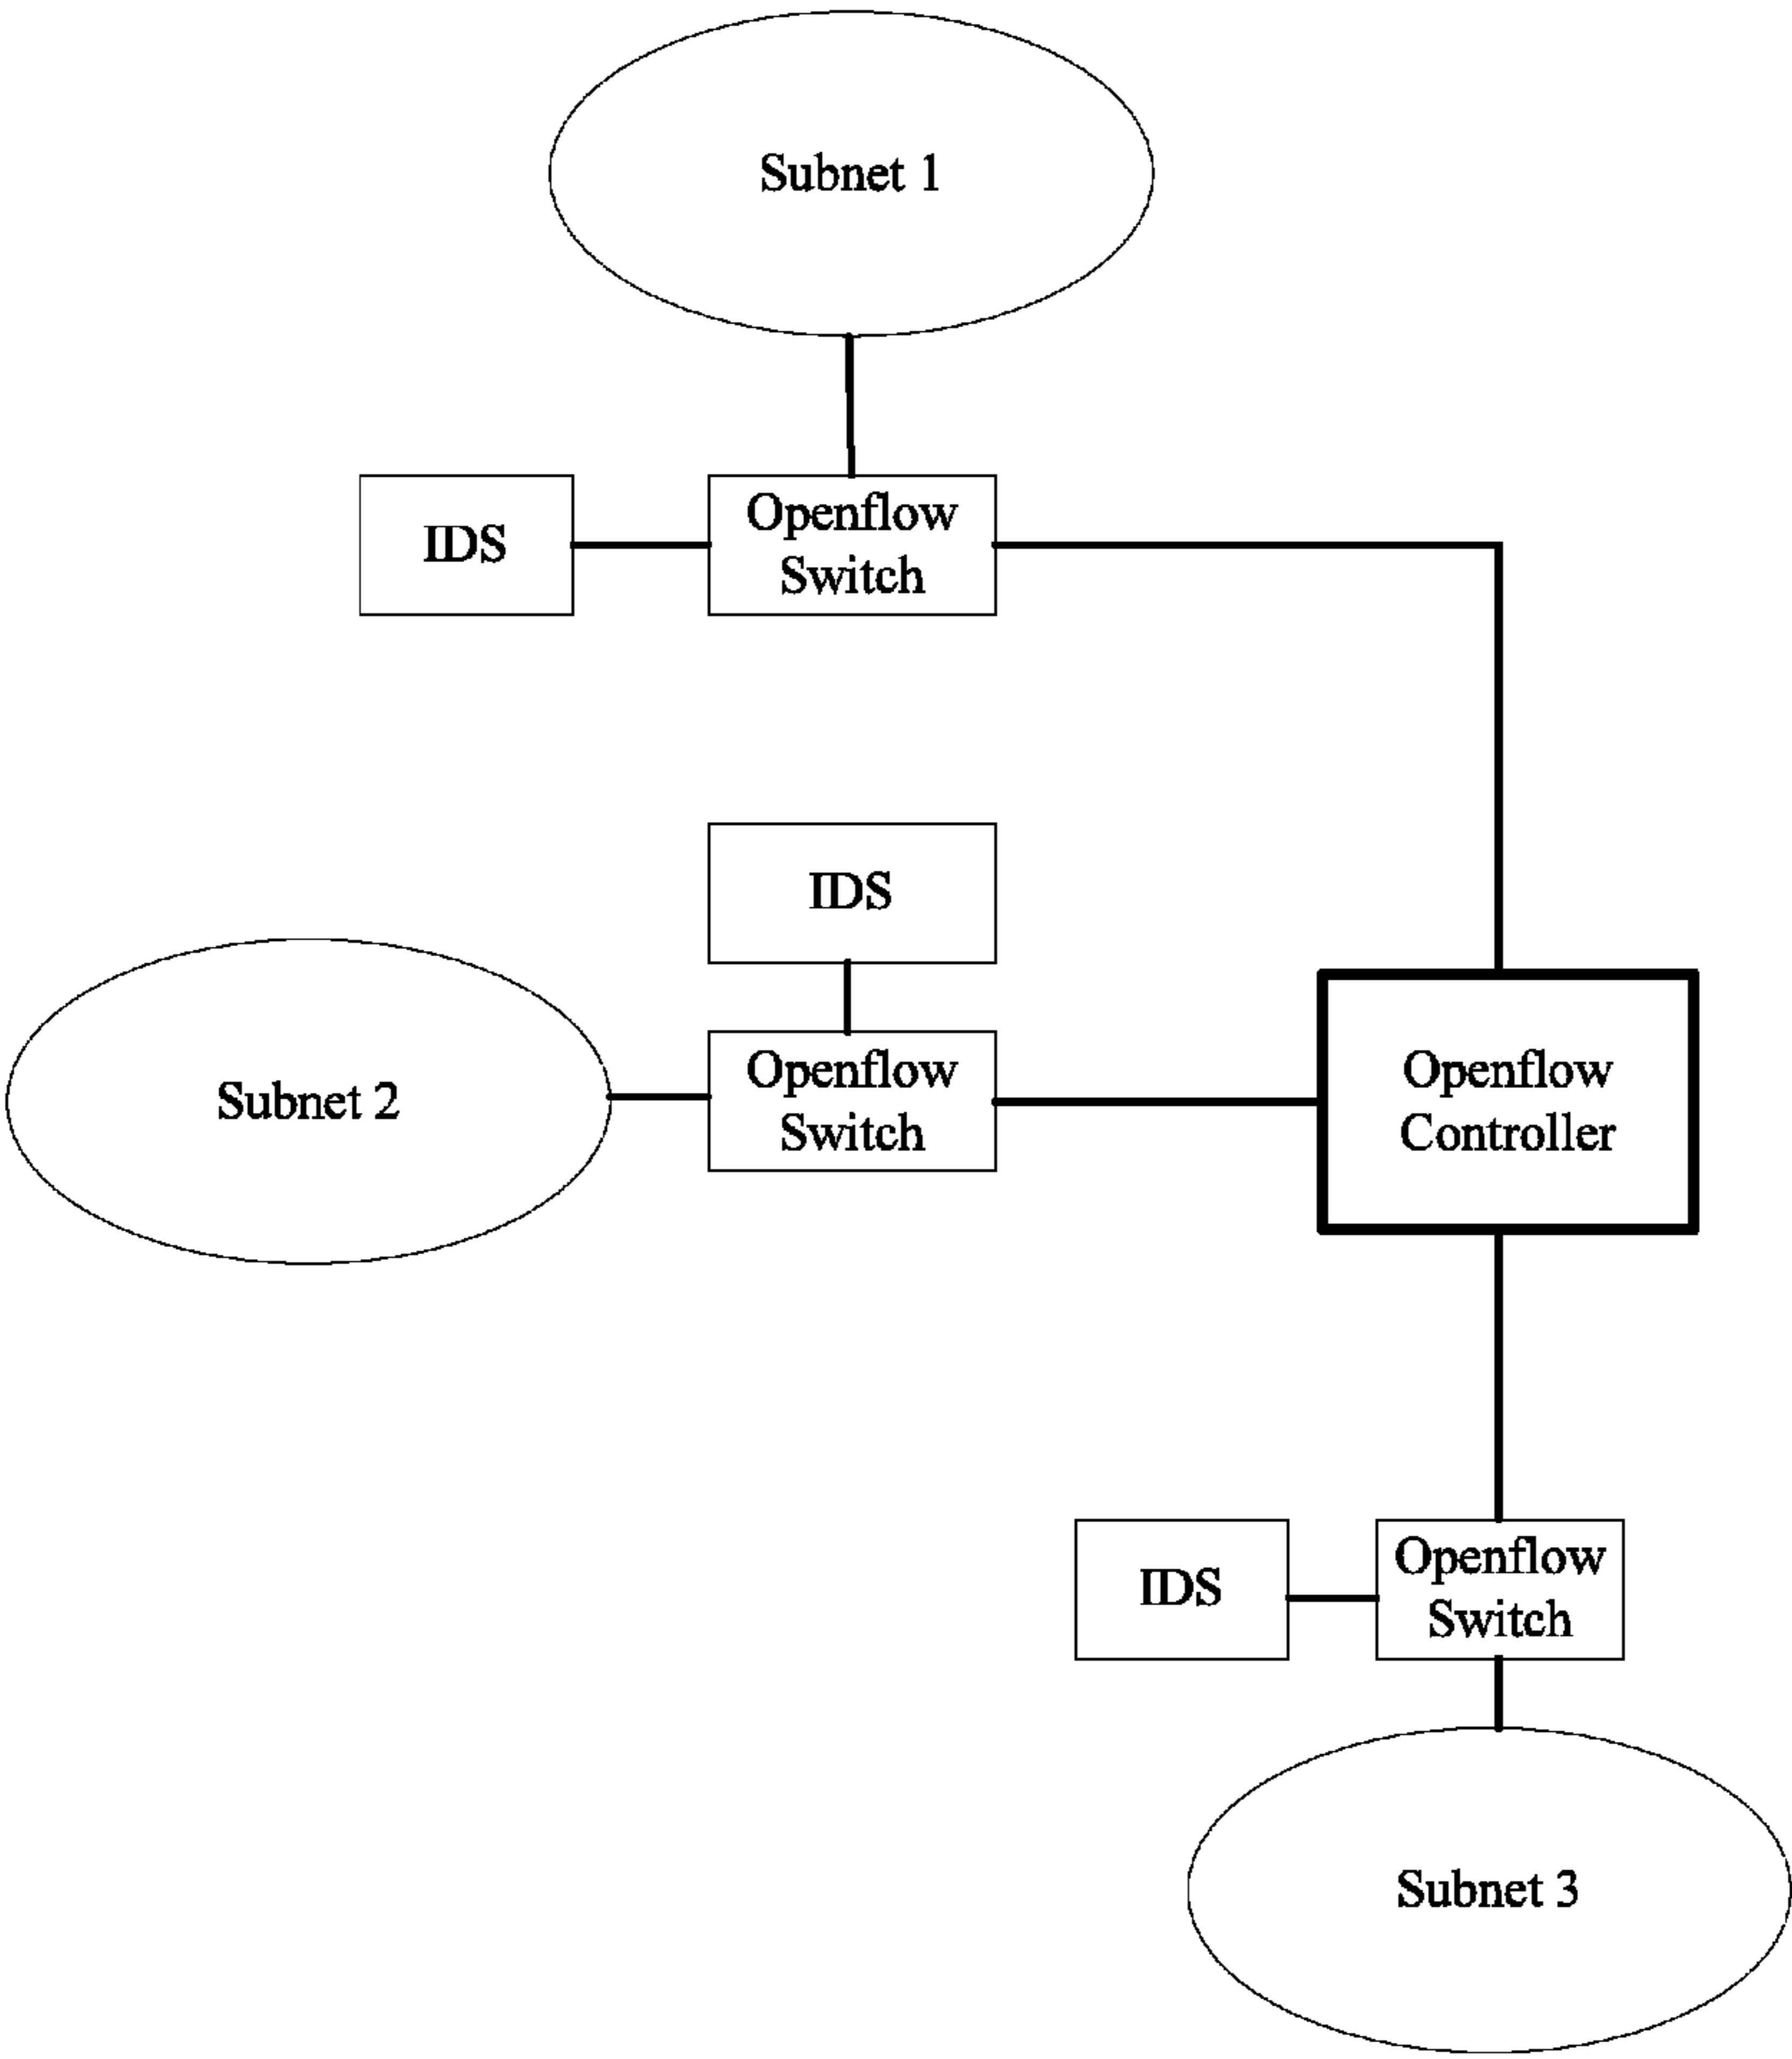 Subnet 1
IDS
Openflow
Switch
IDS
Subnet 2
Openflow
Switch
Openflow
Controller
IDS
Openflow
Switch
Subnet 3